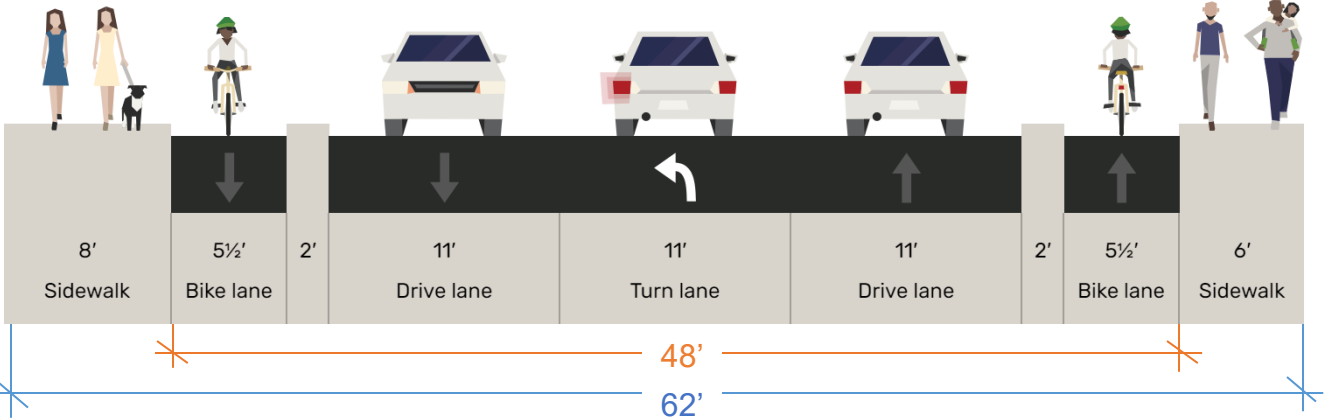 8′ 5½′ 2′ 11′ 11′ 11′ 2′ 5½′ 6′
Sidewalk Bike lane Drive lane Turn lane Drive lane Bike lane Sidewalk
48’
62’